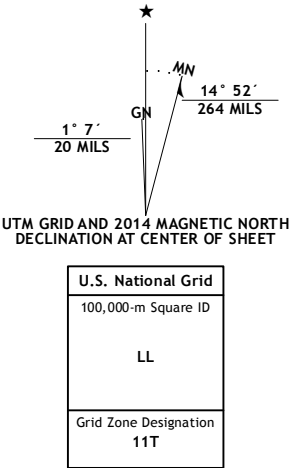 ★
MN
14° 52´
264 MILS
GN
1° 7´
20 MILS
UTM GRID AND 2014 MAGNETIC NORTH
DECLINATION AT CENTER OF SHEET
U.S. National Grid
100,000-m Square ID
LL
Grid Zone Designation
11T